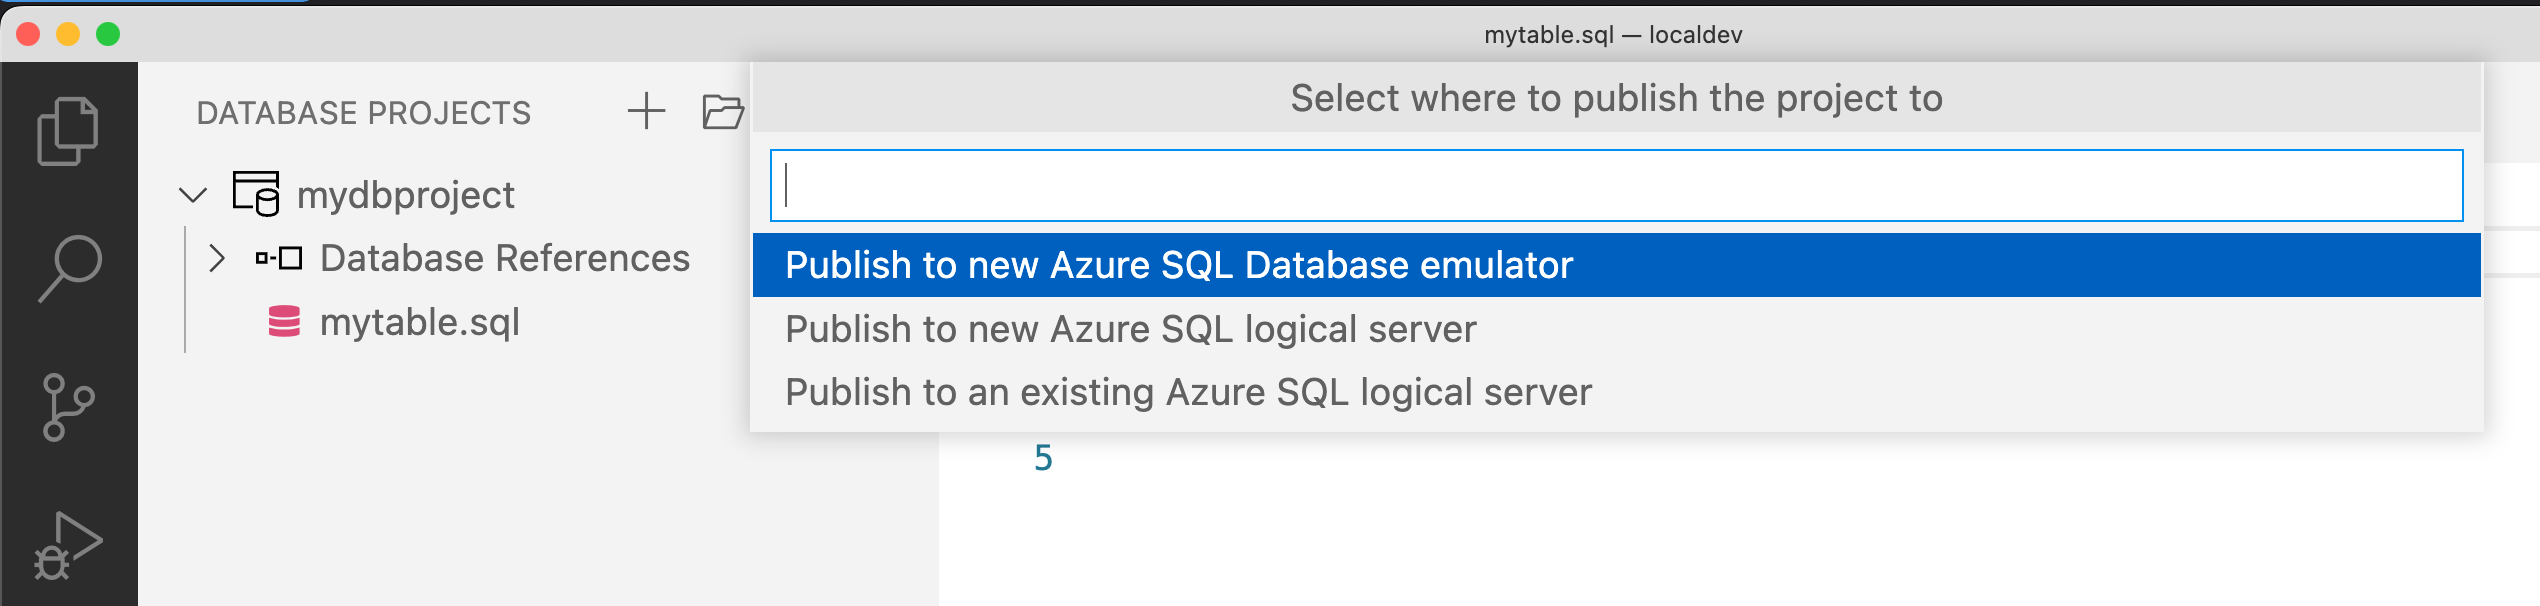 mytable.sql — localdev
DATABASE PROJECTS
mydbproject
Database References
mytable.sql
Select where to publish the project to
Publish to new Azure SQL Database emulator
Publish to new Azure SQL logical server
Publish to an existing Azure SQL logical server
5